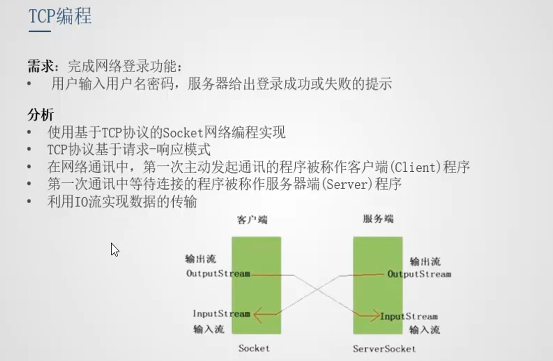 TCP编程
需求：完成网络登录功能：
• 用户输入用户名密码，服务器给出登录成功或失败的提示
分析
• 使用基于TCP协议的Socket网络编程实现
• TCP协议基于请求-响应模式
• 在网络通讯中，第一次主动发起通讯的程序被称作客户端(Client)程序
• 第一次通讯中等待连接的程序被称作服务器端(Server)程序
• 利用IO流实现数据的传输
客户端
服务端
输出流
OutputStream
输出流
OutputStream
InputStream
输入流
InputStream
输入流
Socket
ServerSocket